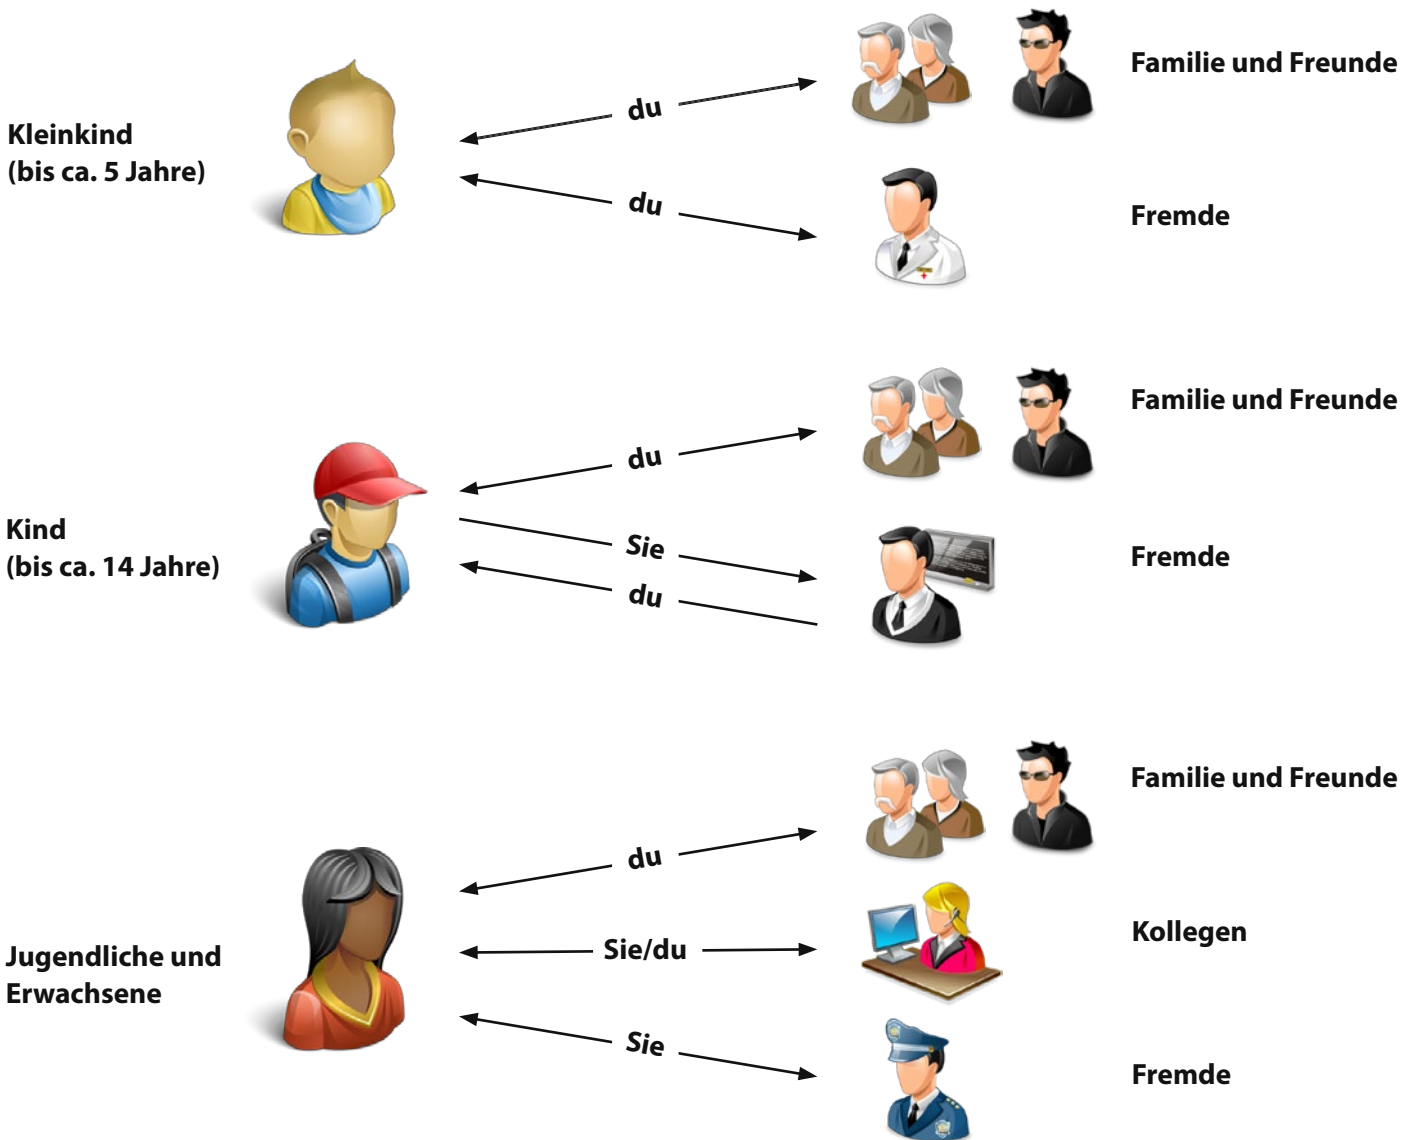 Familie und Freunde
du
Kleinkind
(bis ca. 5 Jahre)
du
Fremde
Familie und Freunde
du
Kind
(bis ca. 14 Jahre)
Sie
Fremde
du
Familie und Freunde
du
Jugendliche und
Erwachsene
Sie/du
Kollegen
Sie
Fremde